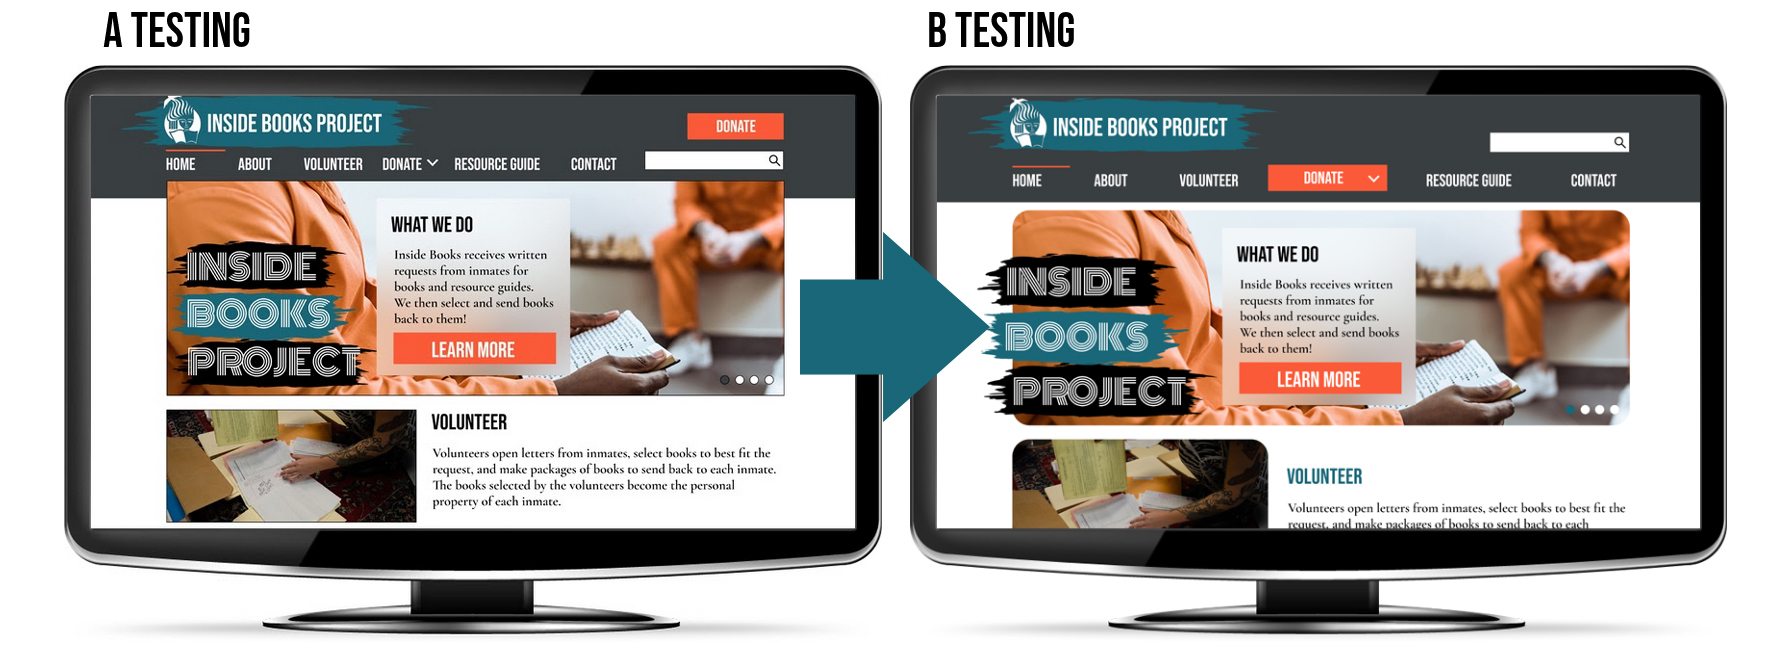 A TESTING
INSIDE BOOKS PROJECT
DONATE
HOME ABOUT VOLUNTEER DONATE RESOURCE GUIDE CONTACT
INSIDE
BOOKS
PROJECT
WHAT WE DO
Inside Books receives written
requests from inmates for
books and resource guides.
We then select and send books
back to them!
LEARN MORE
VOLUNTEER
Volunteers open letters from inmates, select books to best fit the
request, and make packages of books to send back to each inmate.
The books selected by the volunteers become the personal
property of each inmate.
B TESTING
INSIDE BOOKS PROJECT
HOME ABOUT VOLUNTEER DONATE RESOURCE GUIDE CONTACT
INSIDE
BOOKS
PROJECT
WHAT WE DO
Inside Books receives written
requests from inmates for
books and resource guides.
We then select and send books
back to them!
LEARN MORE
VOLUNTEER
Volunteers open letters from inmates, select books to best fit the
request, and make packages of books to send back to each